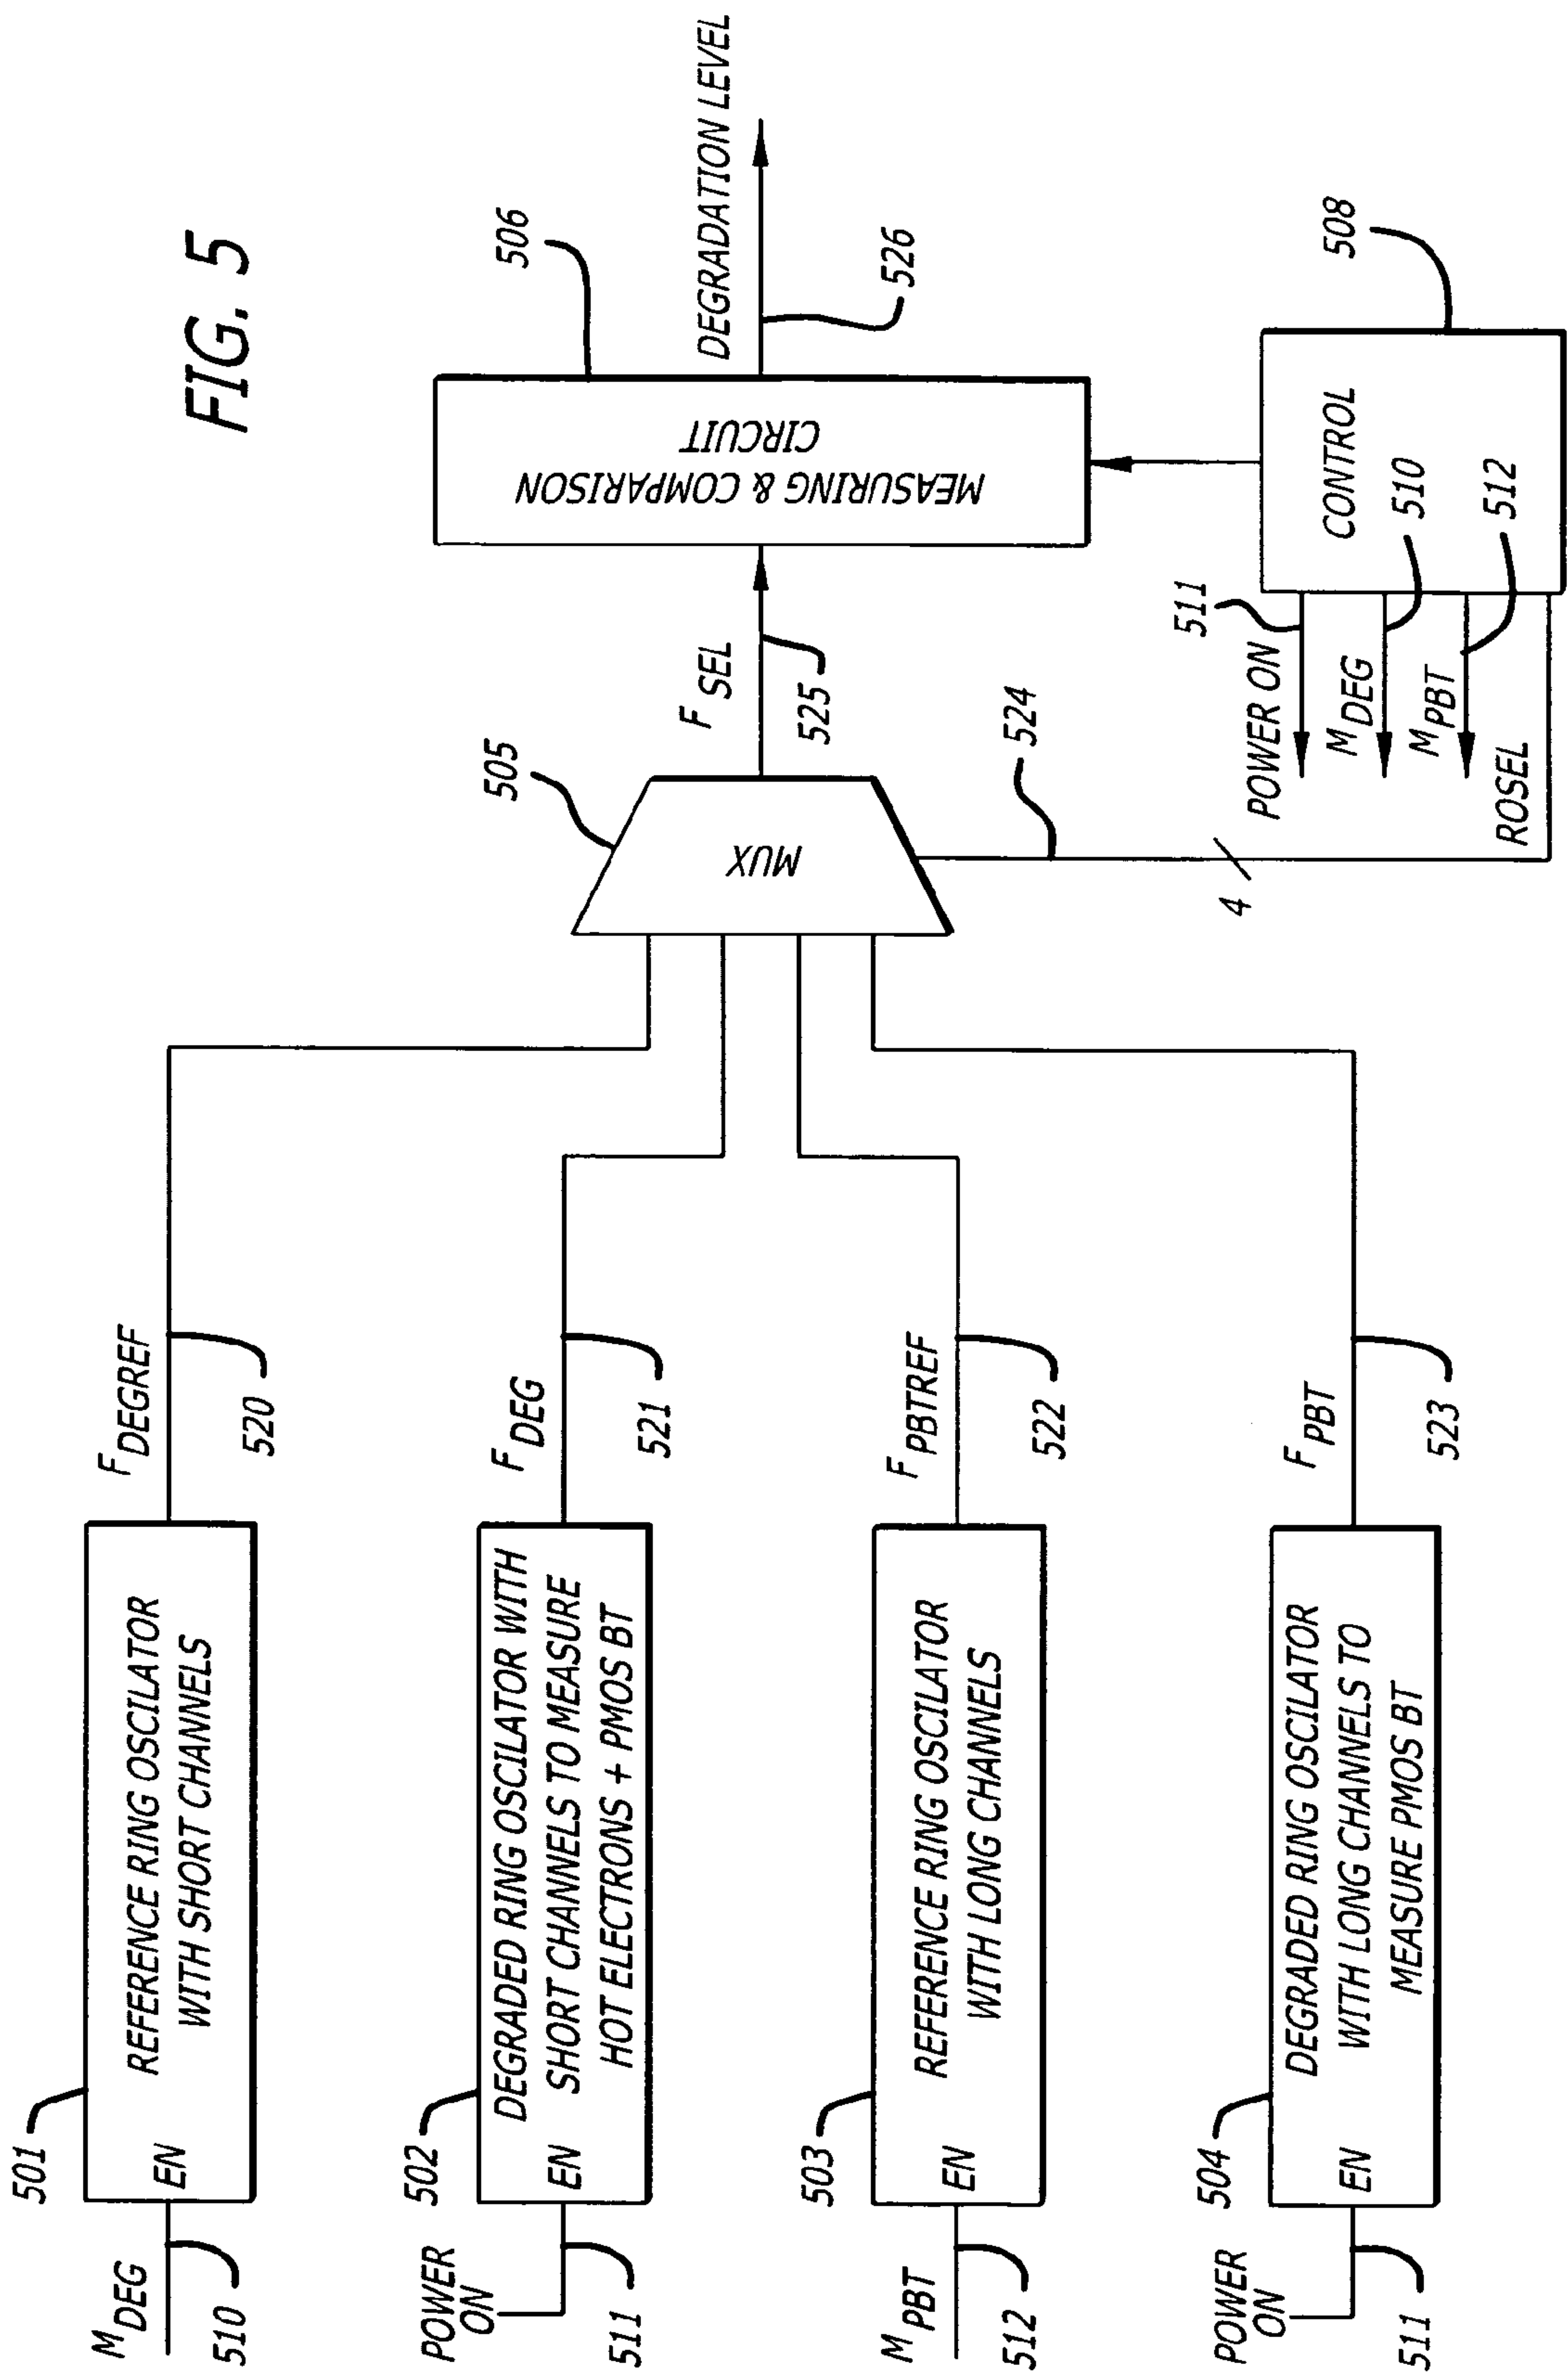 FIG. 5
501
M DEG
510
EN
REFERENCE RING OSCILATOR
WITH SHORT CHANNELS
F DEGREF
520
502
POWER
ON
511
EN
DEGRADED RING OSCILATOR WITH
SHORT CHANNELS TO MEASURE
HOT ELECTRONS + PMOS BT
F DEG
521
503
M PBT
512
EN
REFERENCE RING OSCILATOR
WITH LONG CHANNELS
F PBTREF
522
504
POWER
ON
511
EN
DEGRADED RING OSCILATOR
WITH LONG CHANNELS TO
MEASURE PMOS BT
F PBT
523
505
MUX
F SEL
525
524
4
506
MEASURING & COMPARISON
CIRCUIT
DEGRADATION LEVEL
526
508
CONTROL
POWER ON
511
M DEG
510
M PBT
512
ROSEL